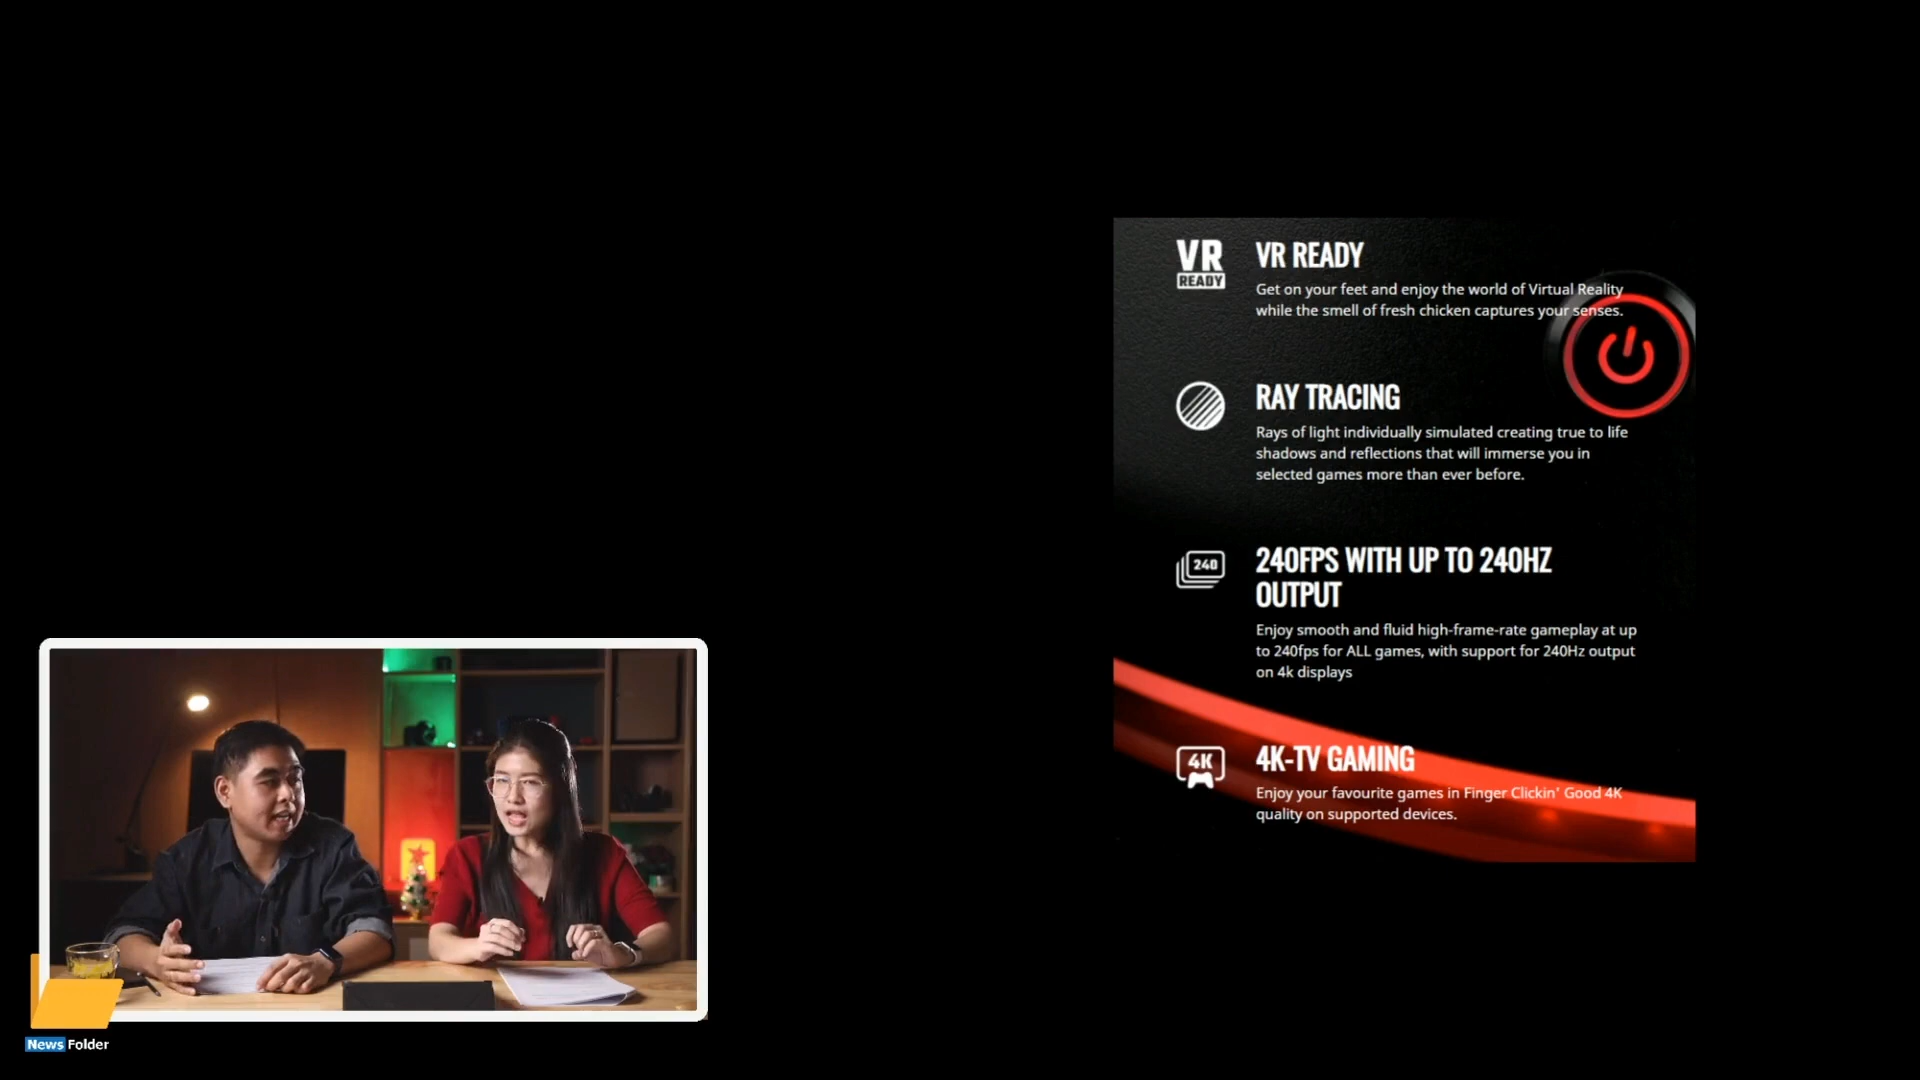 VR
READY
VR READY
Get on your feet and enjoy the world of Virtual Reality
while the smell of fresh chicken captures your senses.
RAY TRACING
Rays of light individually simulated creating true to life
shadows and reflections that will immerse you in
selected games more than ever before.
240
240FPS WITH UP TO 240HZ
OUTPUT
Enjoy smooth and fluid high-frame-rate gameplay at up
to 240fps for ALL games, with support for 240Hz output
on 4k displays
4K
4K-TV GAMING
Enjoy your favourite games in Finger Clickin' Good 4K
quality on supported devices.
News Folder